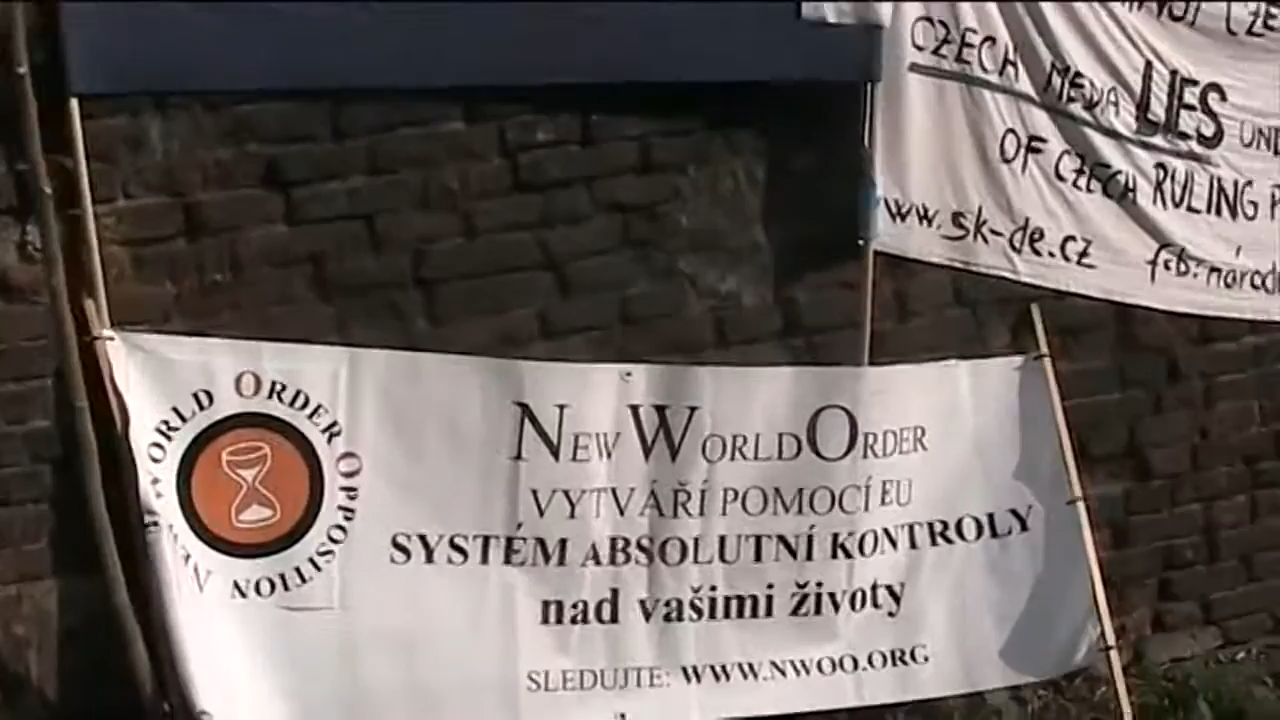 CZECH MEDIA LIES
OF CZECH RULING
www.sk-de.cz fcb:
NEW WORLD ORDER OPPOSITION
NEW WORLD ORDER
VYTVÁŘÍ POMOCÍ EU
SYSTÉM ABSOLUTNÍ KONTROLY
nad vašimi životy
SLEDUJTE: WWW.NWOO.ORG